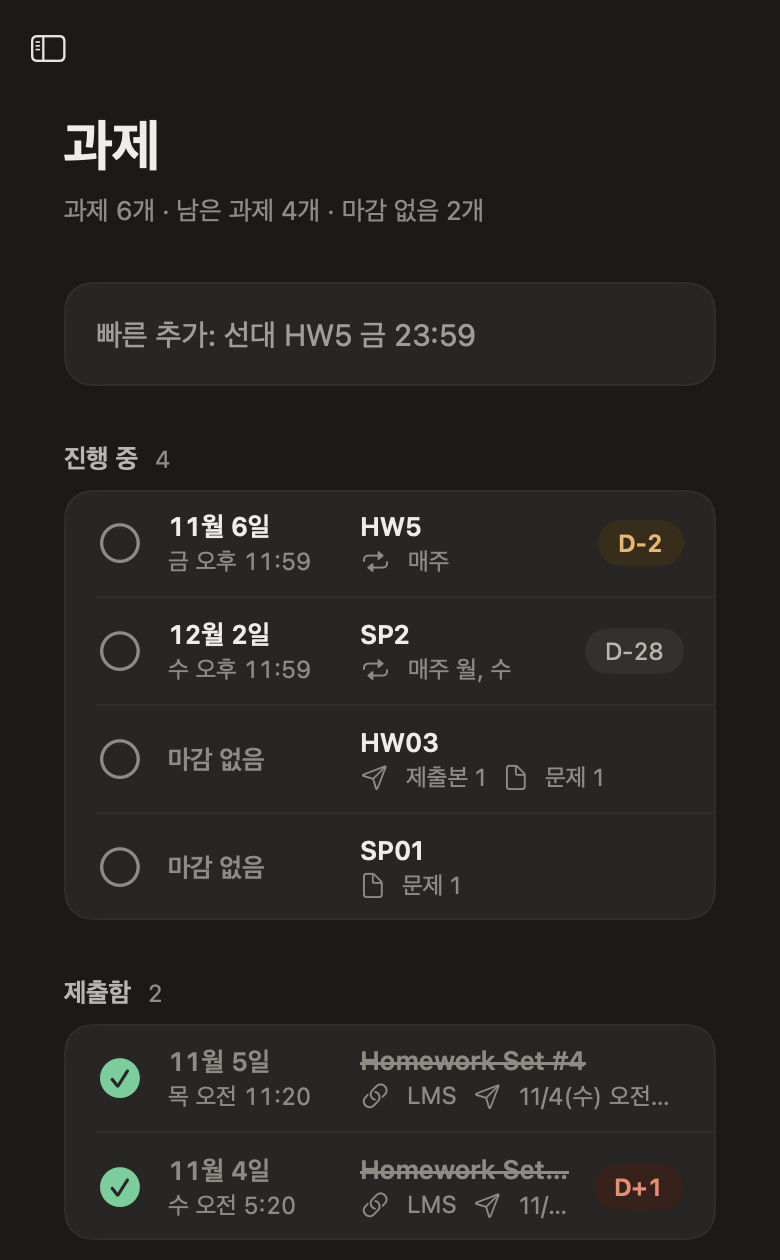 과제
과제 6개 · 남은 과제 4개 · 마감 없음 2개
빠른 추가: 선대 HW5 금 23:59
진행 중 4
11월 6일 HW5 D-2
금 오후 11:59 매주
12월 2일 SP2 D-28
수 오후 11:59 매주 월, 수
마감 없음 HW03
제출본 1 문제 1
마감 없음 SP01
문제 1
제출함 2
11월 5일 Homework Set #4
목 오전 11:20 LMS 11/4(수) 오전...
11월 4일 Homework Set... D+1
수 오전 5:20 LMS 11/...